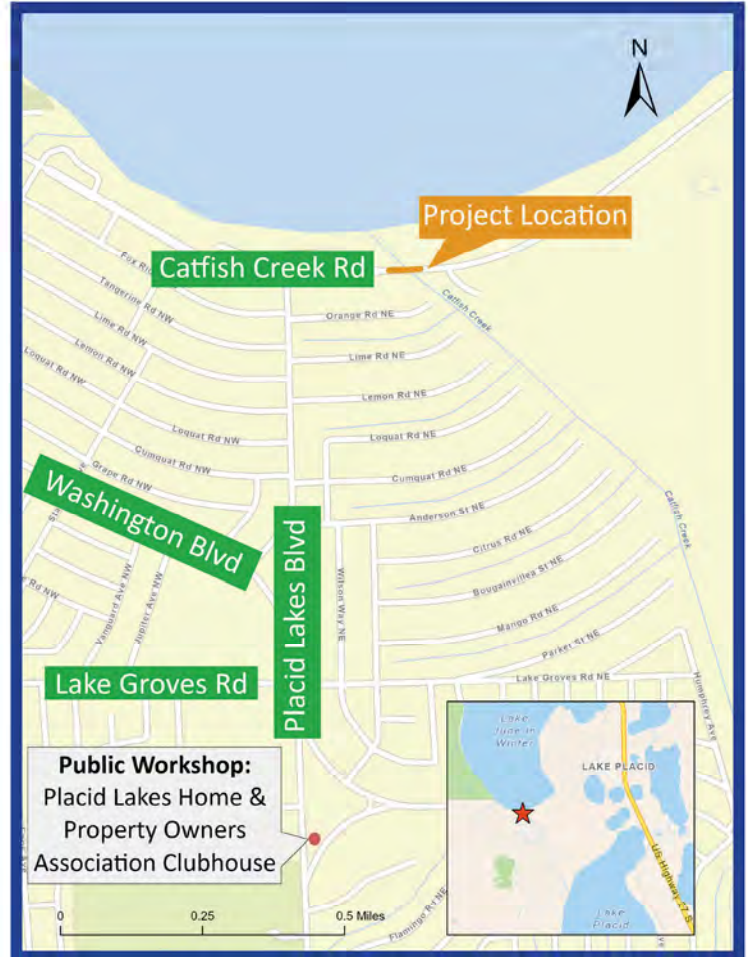 N
Project Location
Catfish Creek Rd
Catfish Creek
Orange Rd NE
Tangerine Rd NW
Lime Rd NW
Lime Rd NE
Lemon Rd NW
Lemon Rd NE
Loquat Rd NW
Loquat Rd NW
Loquat Rd NE
Cumquat Rd NW
Cumquat Rd NE
Grape Rd NW
Washington Blvd
Anderson St NE
Catfish Creek
Citrus Rd NE
Bougainvillea St NE
Placid Lakes Blvd
Wilson Way NE
Vanguard Ave NW
Jupiter Ave NW
Mango Rd NE
Parker St NE
Lake Groves Rd
Lake Groves Rd NE
Humphrey Ave
Public Workshop:
Placid Lakes Home &
Property Owners
Association Clubhouse
Lake
June in
Winter
LAKE PLACID
US Highway 27 S
Lake
Placid
Flamingo Rd
0 0.25 0.5 Miles